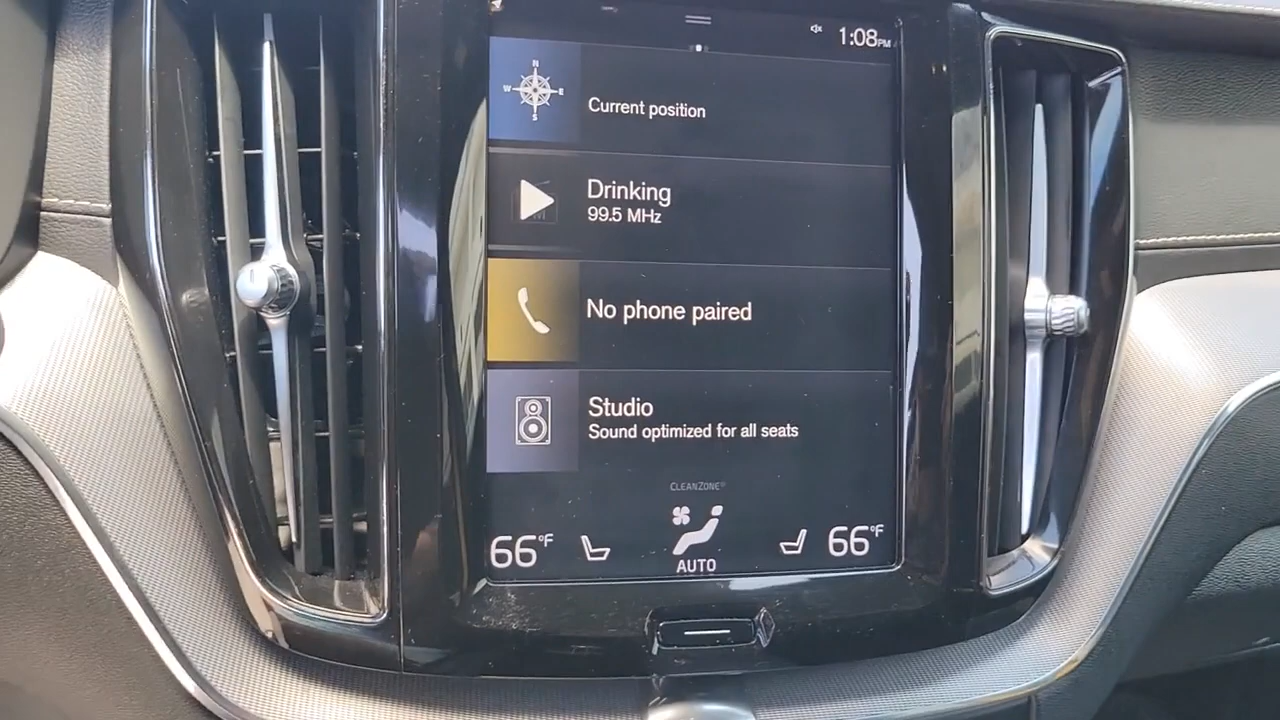 1:08PM
N
W E
S
Current position
Drinking
99.5 MHz
No phone paired
Studio
Sound optimized for all seats
CLEANZONE®
66°F 66°F
AUTO